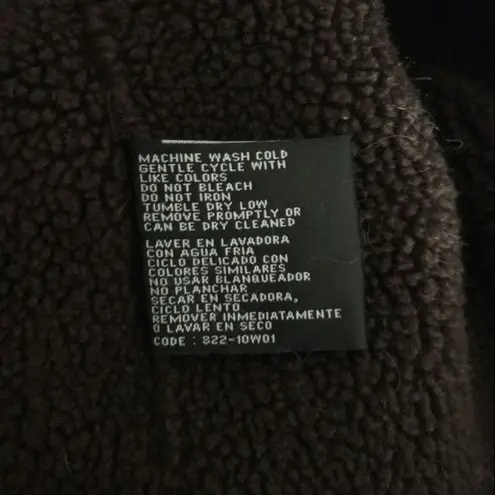 MACHINE WASH COLD
GENTLE CYCLE WITH
LIKE COLORS
DO NOT BLEACH
DO NOT IRON
TUMBLE DRY LOW
REMOVE PROMPTLY OR
CAN BE DRY CLEANED
LAVER EN LAVADORA
CON AGUA FRIA
CICLO DELICADO CON
COLORES SIMILARES
NO USAR BLANQUEADOR
NO PLANCHAR
SECAR EN SECADORA,
CICLO LENTO
REMOVER INMEDIATAMENTE
O LAVAR EN SECO
CODE : 822-10W01